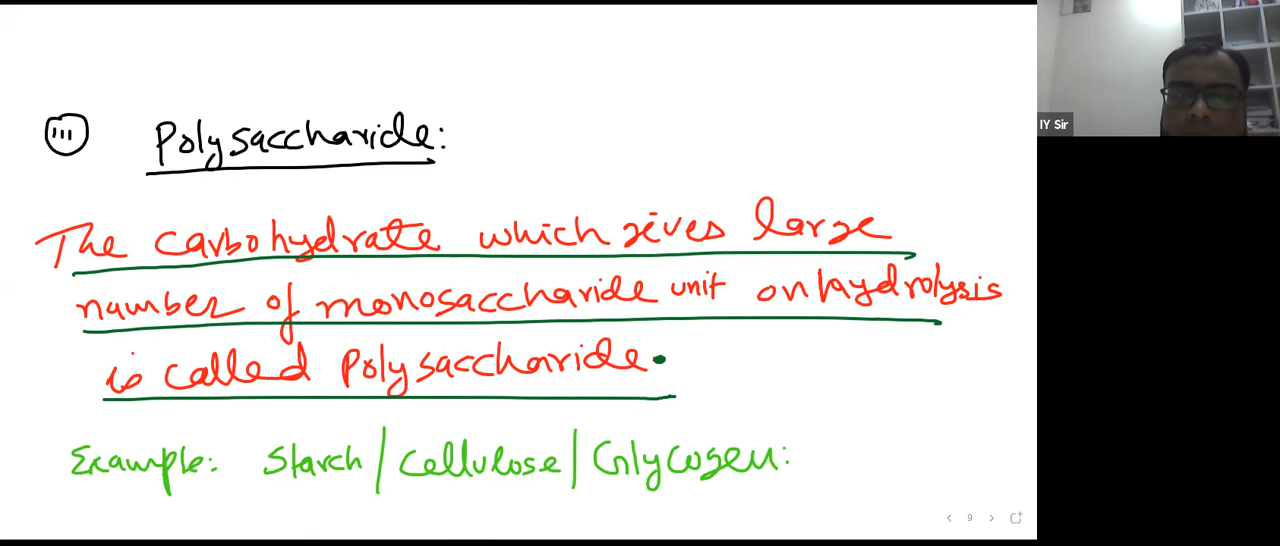 (iii) Polysaccharide:
The carbohydrate which gives large
number of monosaccharide unit on hydrolysis
is called Polysaccharide.
Example: Starch/Cellulose/Glycogen:
IY Sir
9